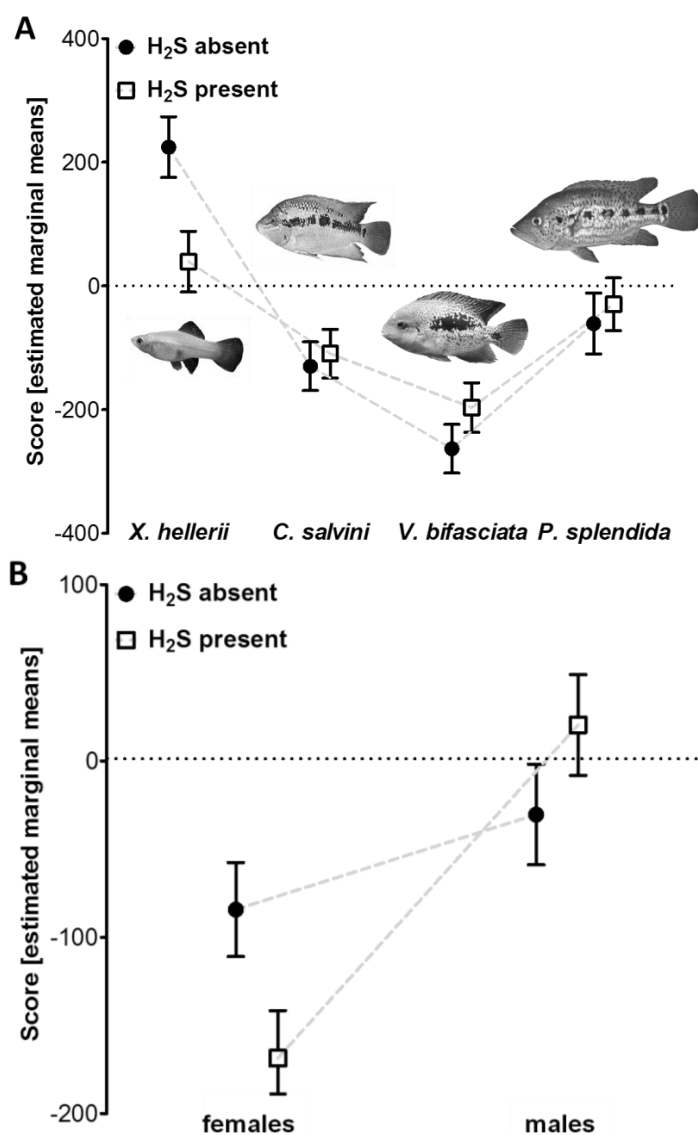 A
400
H₂S absent
H₂S present
200
0
-200
-400
Score [estimated marginal means]
X. hellerii C. salvini V. bifasciata P. splendida
B
100
H₂S absent
H₂S present
0
-100
-200
Score [estimated marginal means]
females males